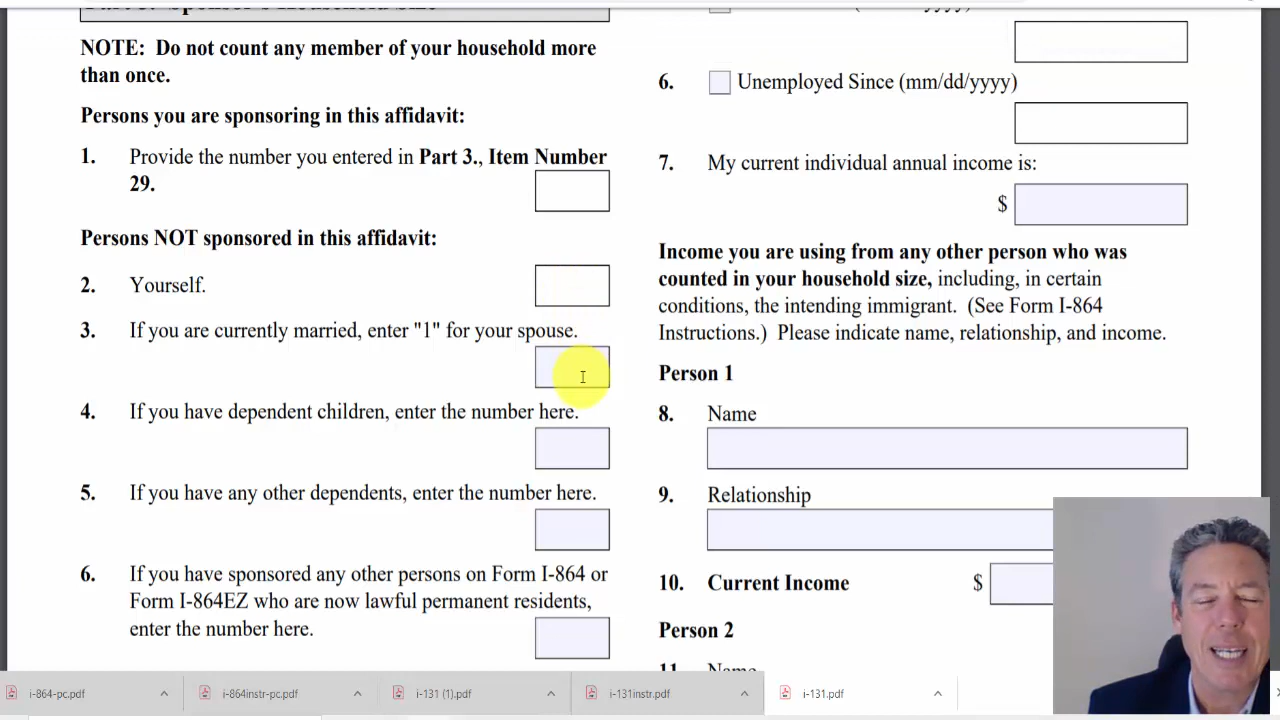 NOTE: Do not count any member of your household more
than once.
Persons you are sponsoring in this affidavit:
1. Provide the number you entered in Part 3., Item Number
29.
Persons NOT sponsored in this affidavit:
2. Yourself.
3. If you are currently married, enter "1" for your spouse.
4. If you have dependent children, enter the number here.
5. If you have any other dependents, enter the number here.
6. If you have sponsored any other persons on Form I-864 or
Form I-864EZ who are now lawful permanent residents,
enter the number here.
6. Unemployed Since (mm/dd/yyyy)
7. My current individual annual income is:
$
Income you are using from any other person who was
counted in your household size, including, in certain
conditions, the intending immigrant. (See Form I-864
Instructions.) Please indicate name, relationship, and income.
Person 1
8. Name
9. Relationship
10. Current Income $
Person 2
11. Name
i-864-pc.pdf
i-864instr-pc.pdf
i-131 (1).pdf
i-131instr.pdf
i-131.pdf